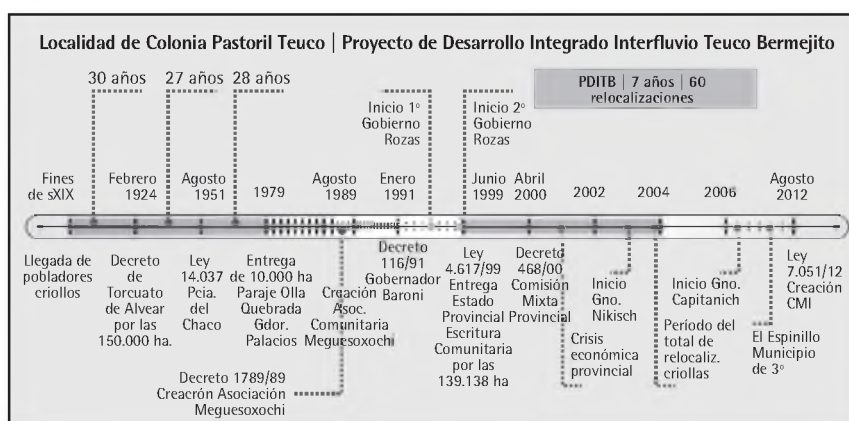 Localidad de Colonia Pastoril Teuco | Proyecto de Desarrollo Integrado Interfluvio Teuco Bermejito
30 años
27 años
28 años
PDITB | 7 años | 60
relocalizaciones
Inicio 1º
Gobierno
Rozas
Inicio 2º
Gobierno
Rozas
Fines
de sXIX
Febrero
1924
Agosto
1951
1979
Agosto
1989
Enero
1991
Junio
1999
Abril
2000
2002
2004
2006
Agosto
2012
Llegada de
pobladores
criollos
Decreto
de
Torcuato
de Alvear
por las
150.000 ha.
Ley
14.037
Pcia.
del
Chaco
Entrega
de 10.000 ha
Paraje Olla
Quebrada
Gdor.
Palacios
Creación
Asoc.
Comunitaria
Meguesoxochi
Decreto
116/91
Gobernador
Baroni
Ley
4.617/99
Entrega
Estado
Provincial
Escritura
Comunitaria
por las
139.138 ha
Decreto
468/00
Comisión
Mixta
Provincial
Crisis
económica
provincial
Inicio
Gno.
Nikisch
Período del
total de
relocaliz.
criollas
Inicio Gno.
Capitanich
El Espinillo
Municipio
de 3º
Ley
7.051/12
Creación
CMI
Decreto 1789/89
Creacrón Asociación
Meguesoxochi